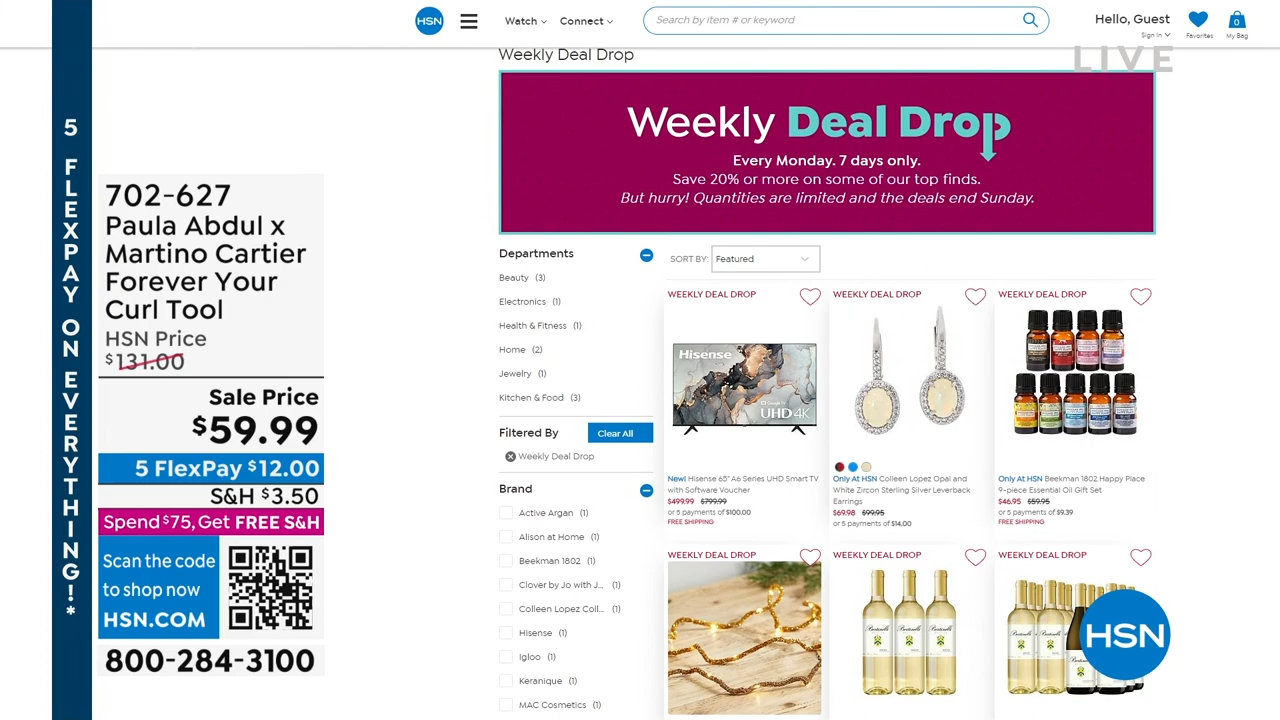 HSN
Watch
Connect
Search by item # or keyword
Hello, Guest
Sign in
Favorites
0
My Bag
LIVE
5 FLEXPAY ON EVERYTHING!*
702-627
Paula Abdul x
Martino Cartier
Forever Your
Curl Tool
HSN Price
$131.00
Sale Price
$59.99
5 FlexPay $12.00
S&H $3.50
Spend $75, Get FREE S&H
Scan the code
to shop now
HSN.COM
800-284-3100
Weekly Deal Drop
Weekly Deal Drop
Every Monday. 7 days only.
Save 20% or more on some of our top finds.
But hurry! Quantities are limited and the deals end Sunday.
Departments
Beauty (3)
Electronics (1)
Health & Fitness (1)
Home (2)
Jewelry (1)
Kitchen & Food (3)
Filtered By
Clear All
Weekly Deal Drop
Brand
Active Argan (1)
Alison at Home (1)
Beekman 1802 (1)
Clover by Jo with J... (1)
Colleen Lopez Coll... (1)
Hisense (1)
Igloo (1)
Keranique (1)
MAC Cosmetics (1)
SORT BY: Featured
WEEKLY DEAL DROP
Hisense
Google TV
UHD 4K
New! Hisense 65" A6 Series UHD Smart TV
with Software Voucher
$499.99 $799.99
or 5 payments of $100.00
FREE SHIPPING
WEEKLY DEAL DROP
Only At HSN Colleen Lopez Opal and
White Zircon Sterling Silver Leverback
Earrings
$69.98 $99.95
or 5 payments of $14.00
WEEKLY DEAL DROP
Only At HSN Beekman 1802 Happy Place
9-piece Essential Oil Gift Set
$46.95 $59.95
or 5 payments of $9.39
FREE SHIPPING
WEEKLY DEAL DROP
WEEKLY DEAL DROP
WEEKLY DEAL DROP
HSN